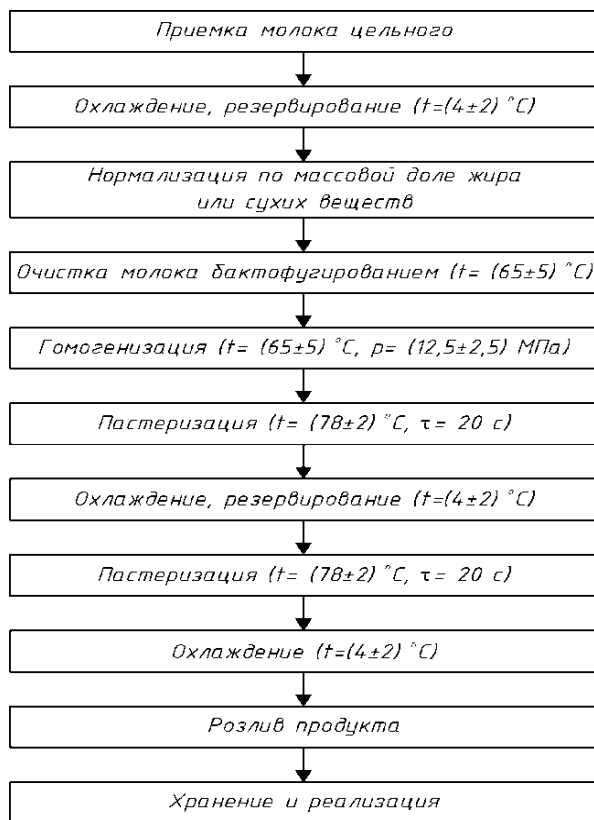 Приемка молока цельного
Охлаждение, резервирование (t=(4±2) °С)
Нормализация по массовой доле жира
или сухих веществ
Очистка молока бактофугированием (t= (65±5) °С)
Гомогенизация (t= (65±5) °С, р= (12,5±2,5) МПа)
Пастеризация (t= (78±2) °С, τ= 20 с)
Охлаждение, резервирование (t=(4±2) °С)
Пастеризация (t= (78±2) °С, τ= 20 с)
Охлаждение (t=(4±2) °С)
Розлив продукта
Хранение и реализация